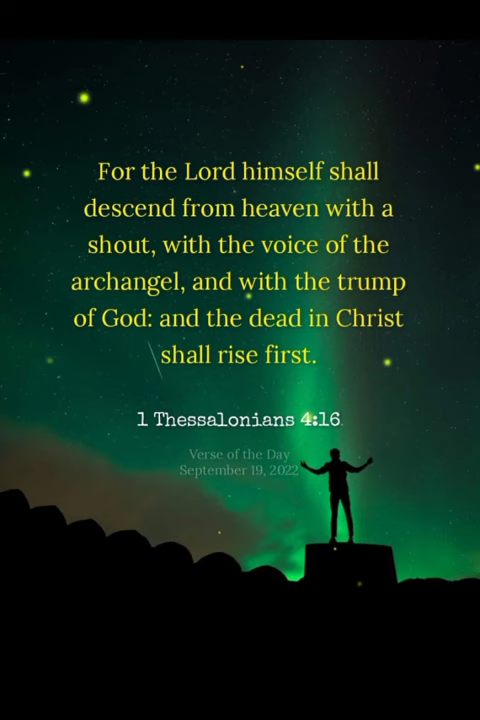 For the Lord himself shall
descend from heaven with a
shout, with the voice of the
archangel, and with the trump
of God: and the dead in Christ
shall rise first.
1 Thessalonians 4:16
Verse of the Day
September 19, 2022